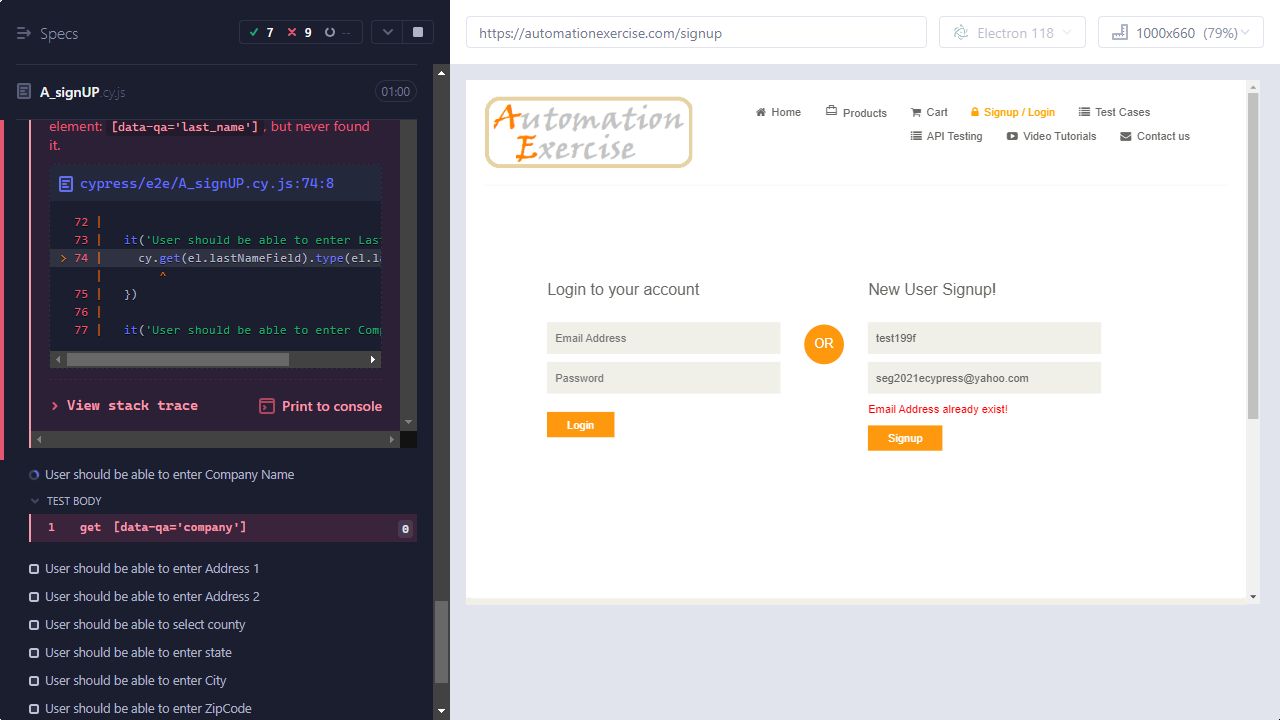 Specs
7 9 --
A_signUP.cy.js 01:00
element: [data-qa='last_name'], but never found
it.
cypress/e2e/A_signUP.cy.js:74:8
72 |
73 | it('User should be able to enter Las
> 74 | cy.get(el.lastNameField).type(el.la
| ^
75 | })
76 |
77 | it('User should be able to enter Comp
> View stack trace
Print to console
User should be able to enter Company Name
TEST BODY
1 get [data-qa='company'] 0
User should be able to enter Address 1
User should be able to enter Address 2
User should be able to select county
User should be able to enter state
User should be able to enter City
User should be able to enter ZipCode
https://automationexercise.com/signup
Electron 118
1000x660 (79%)
Automation
Exercise
Home Products Cart Signup / Login Test Cases
API Testing Video Tutorials Contact us
Login to your account
Email Address
Password
Login
OR
New User Signup!
test199f
seg2021ecypress@yahoo.com
Email Address already exist!
Signup